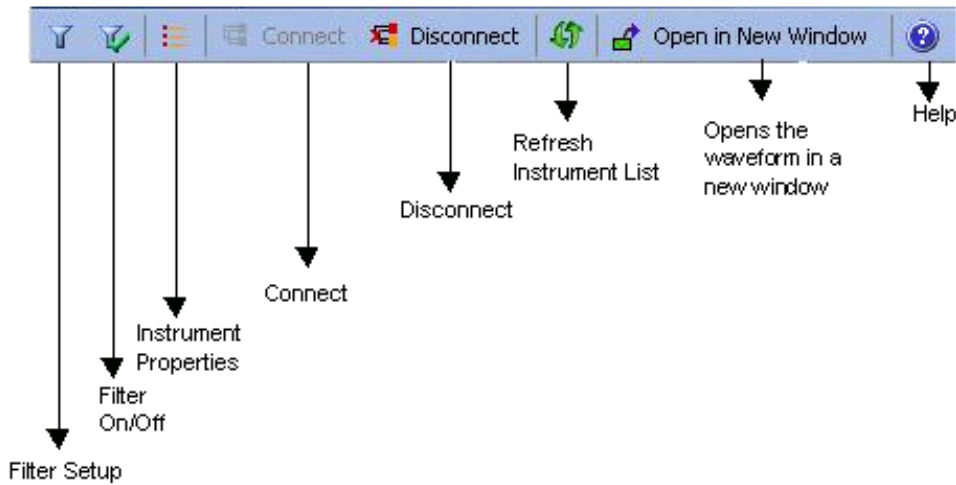 Connect Disconnect Open in New Window
Help
Opens the
waveform in a
new window
Refresh
Instrument List
Disconnect
Connect
Instrument
Properties
Filter
On/Off
Filter Setup